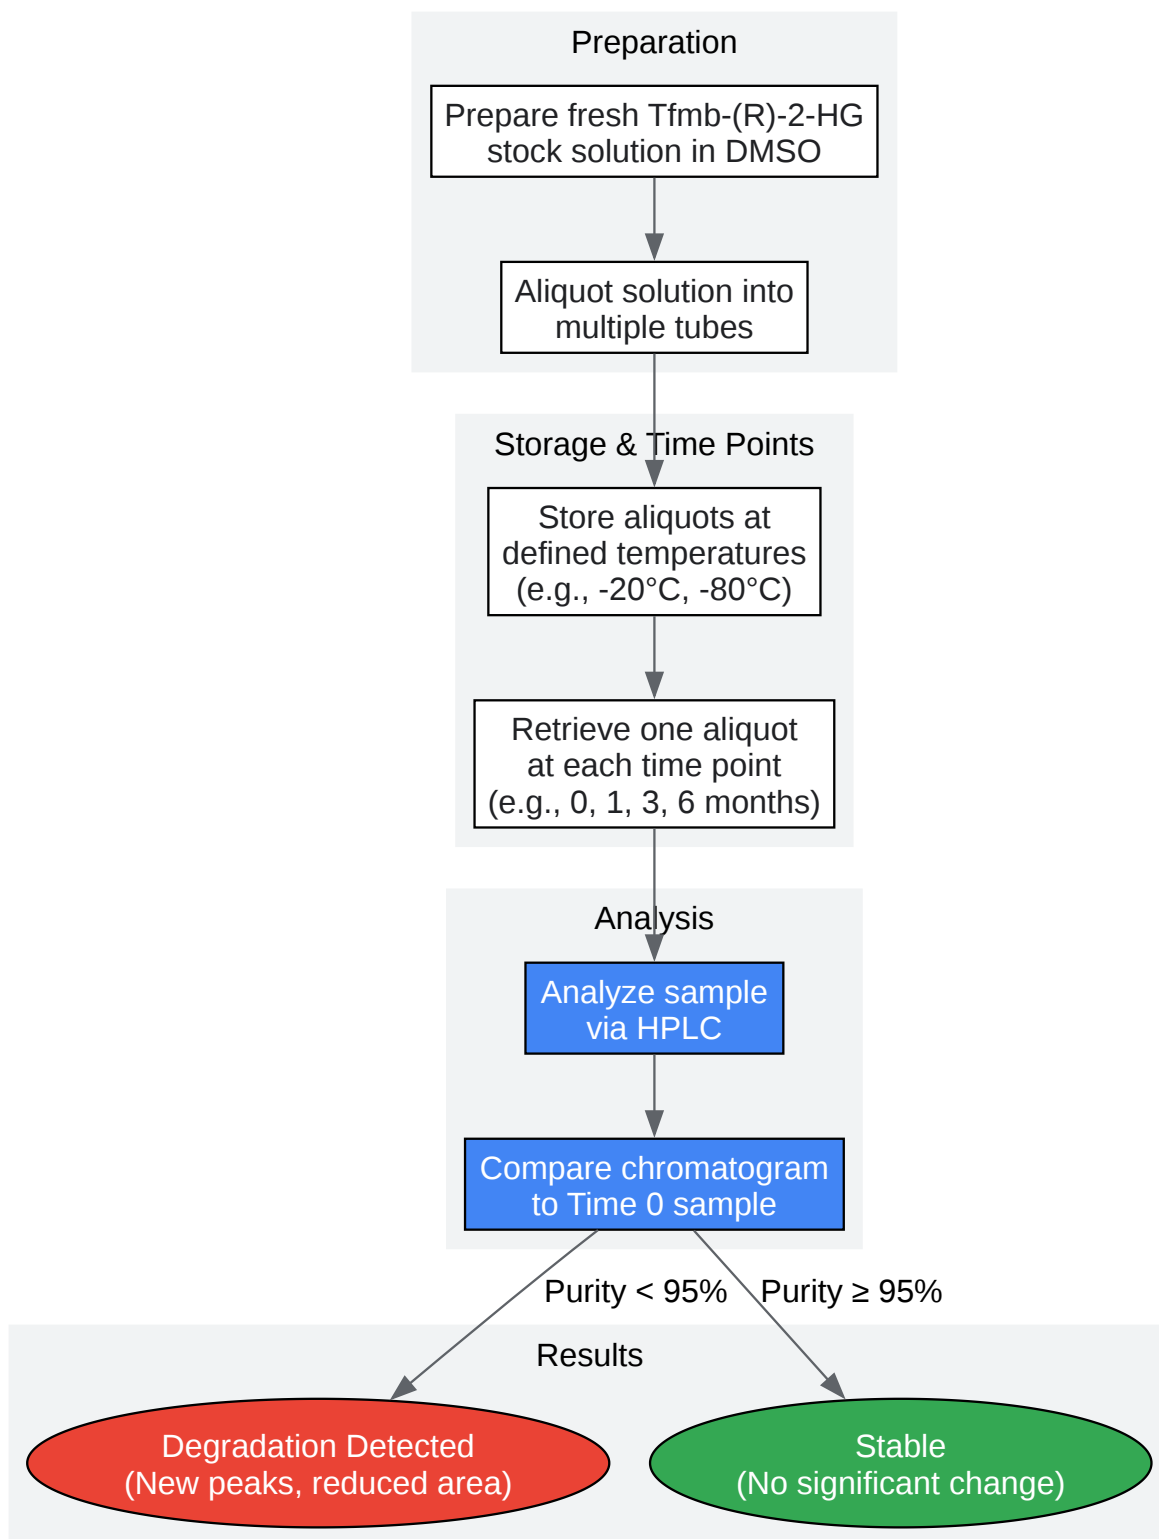 Preparation
Prepare fresh Tfmb-(R)-2-HG
stock solution in DMSO
Aliquot solution into
multiple tubes
Storage & Time Points
Store aliquots at
defined temperatures
(e.g., -20°C, -80°C)
Retrieve one aliquot
at each time point
(e.g., 0, 1, 3, 6 months)
Analysis
Analyze sample
via HPLC
Compare chromatogram
to Time 0 sample
Purity < 95%
Purity ≥ 95%
Results
Degradation Detected
(New peaks, reduced area)
Stable
(No significant change)